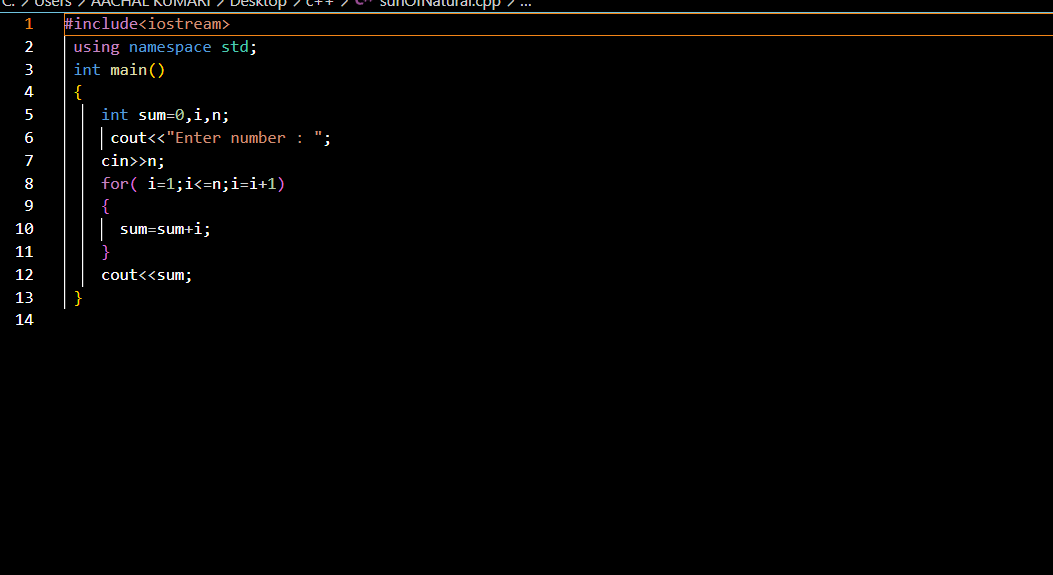 C: > Users > AACHAL KUMARI > Desktop > c++ > sunOfNatural.cpp > ...
1 #include<iostream>
2 using namespace std;
3 int main()
4 {
5 int sum=0,i,n;
6 cout<<"Enter number : ";
7 cin>>n;
8 for( i=1;i<=n;i=i+1)
9 {
10 sum=sum+i;
11 }
12 cout<<sum;
13 }
14